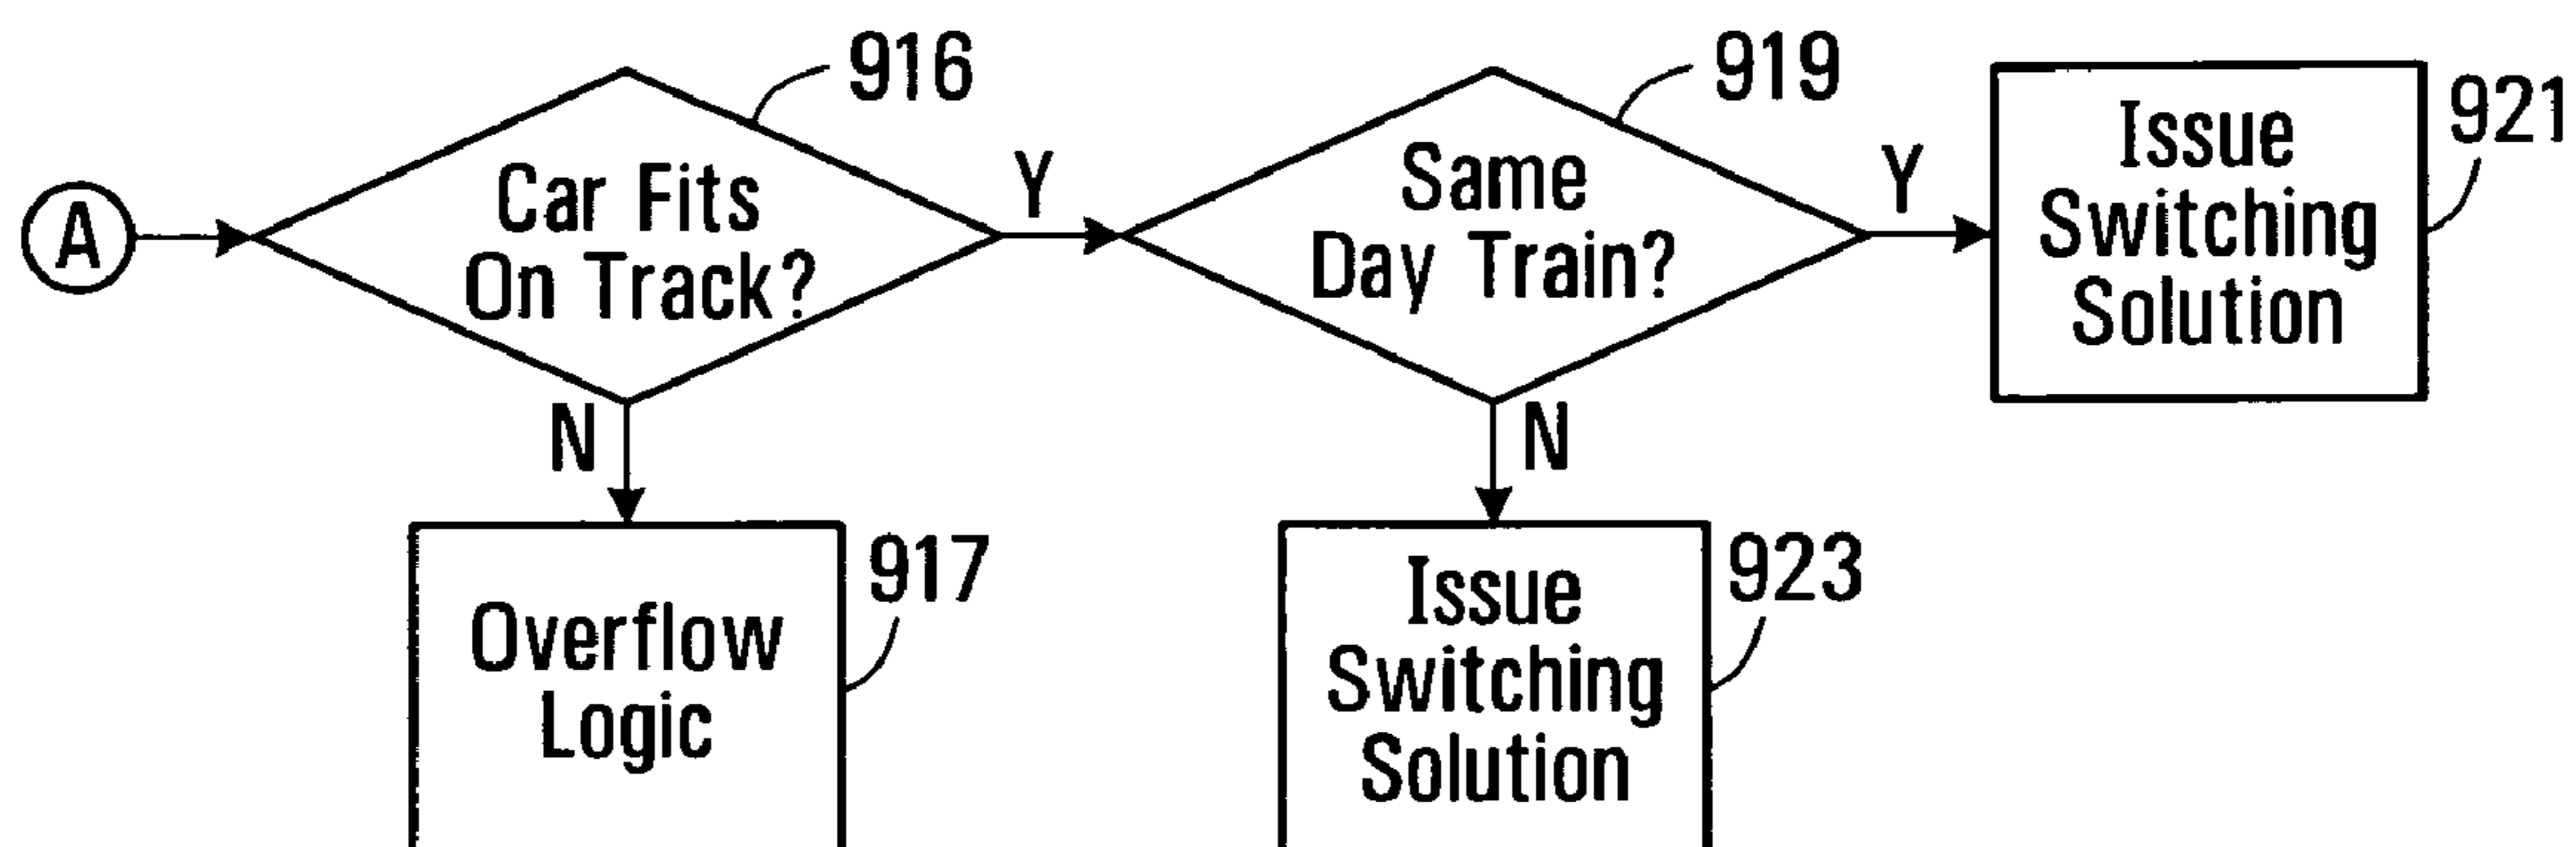 916
919
921
A
Car Fits
On Track?
Y
Same
Day Train?
Y
Issue
Switching
Solution
N
N
917
Overflow
Logic
923
Issue
Switching
Solution